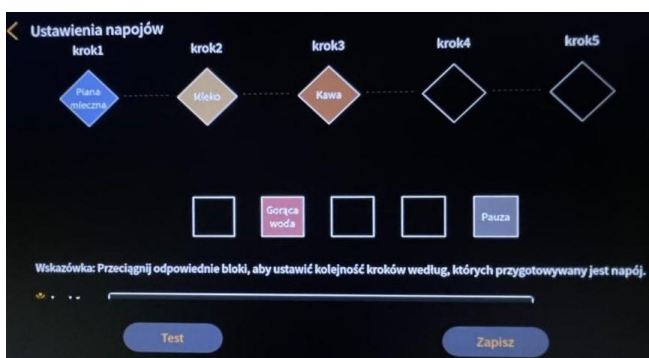 Ustawienia napojów
krok1 krok2 krok3 krok4 krok5
Piana
mleczna
Mleko
Kawa
Gorąca
woda
Pauza
Wskazówka: Przeciągnij odpowiednie bloki, aby ustawić kolejność kroków według, których przygotowywany jest napój.
Test
Zapisz